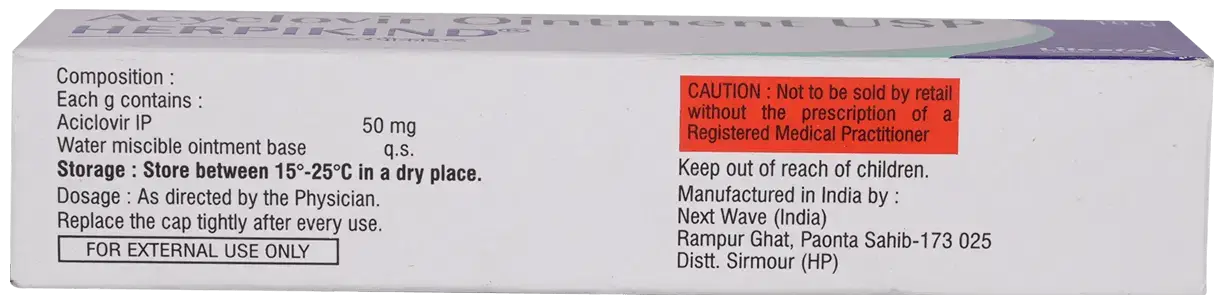 Acyclovir Ointment USP
10 g
HERPIKIND®
Composition :
Each g contains :
Aciclovir IP 50 mg
Water miscible ointment base q.s.
Storage : Store between 15°-25°C in a dry place.
Dosage : As directed by the Physician.
Replace the cap tightly after every use.
FOR EXTERNAL USE ONLY
CAUTION : Not to be sold by retail
without the prescription of a
Registered Medical Practitioner
Keep out of reach of children.
Manufactured in India by :
Next Wave (India)
Rampur Ghat, Paonta Sahib-173 025
Distt. Sirmour (HP)